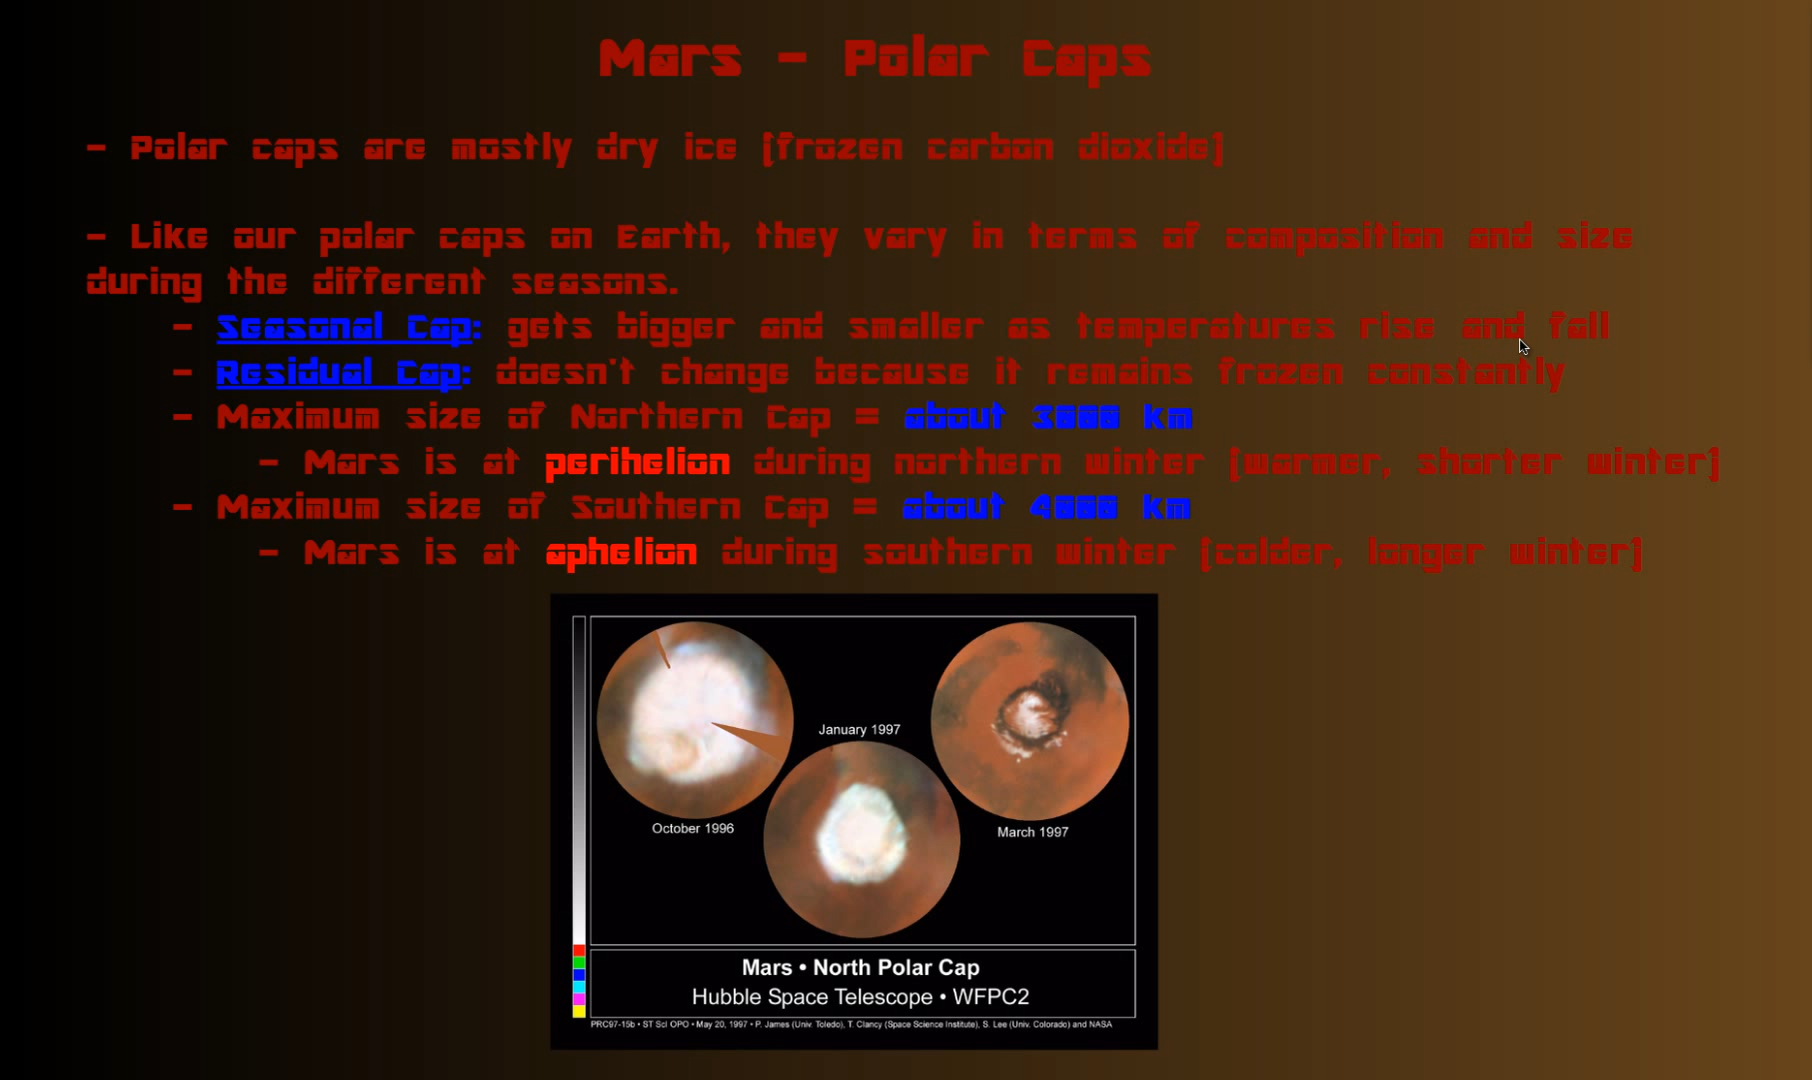 Mars - Polar Caps
- Polar caps are mostly dry ice (frozen carbon dioxide)
- Like our polar caps on Earth, they vary in terms of composition and size
during the different seasons.
- Seasonal Cap: gets bigger and smaller as temperatures rise and fall
- Residual Cap: doesn't change because it remains frozen constantly
- Maximum size of Northern Cap = about 3000 km
- Mars is at perihelion during northern winter (warmer, shorter winter)
- Maximum size of Southern Cap = about 4000 km
- Mars is at aphelion during southern winter (colder, longer winter)
October 1996
January 1997
March 1997
Mars • North Polar Cap
Hubble Space Telescope • WFPC2
PRC97-15b • ST ScI OPO • May 20, 1997 • P. James (Univ. Toledo), T. Clancy (Space Science Institute), S. Lee (Univ. Colorado) and NASA